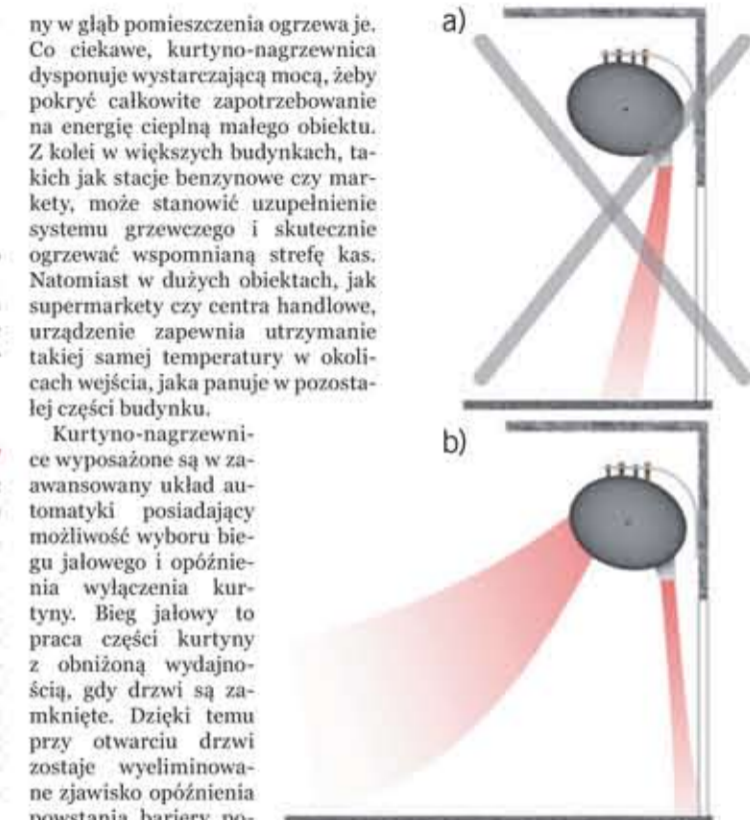 ny w głąb pomieszczenia ogrzewa je.
Co ciekawe, kurtyno-nagrzewnica
dysponuje wystarczającą mocą, żeby
pokryć całkowite zapotrzebowanie
na energię cieplną małego obiektu.
Z kolei w większych budynkach, ta-
kich jak stacje benzynowe czy mar-
kety, może stanowić uzupełnienie
systemu grzewczego i skutecznie
ogrzewać wspomnianą strefę kas.
Natomiast w dużych obiektach, jak
supermarkety czy centra handlowe,
urządzenie zapewnia utrzymanie
takiej samej temperatury w okoli-
cach wejścia, jaka panuje w pozosta-
łej części budynku.
Kurtyno-nagrzewni-
ce wyposażone są w za-
awansowany układ au-
tomatyki posiadający
możliwość wyboru bie-
gu jałowego i opóźnie-
nia wyłączenia kur-
tyny. Bieg jałowy to
praca części kurtyny
z obniżoną wydajno-
ścią, gdy drzwi są za-
mknięte. Dzięki temu
przy otwarciu drzwi
zostaje wyeliminowa-
ne zjawisko opóźnienia
powstania bariery po-
a)
b)